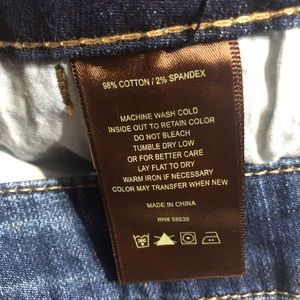 98% COTTON / 2% SPANDEX
MACHINE WASH COLD
INSIDE OUT TO RETAIN COLOR
DO NOT BLEACH
TUMBLE DRY LOW
OR FOR BETTER CARE
LAY FLAT TO DRY
WARM IRON IF NECESSARY
COLOR MAY TRANSFER WHEN NEW
MADE IN CHINA
RN# 58539